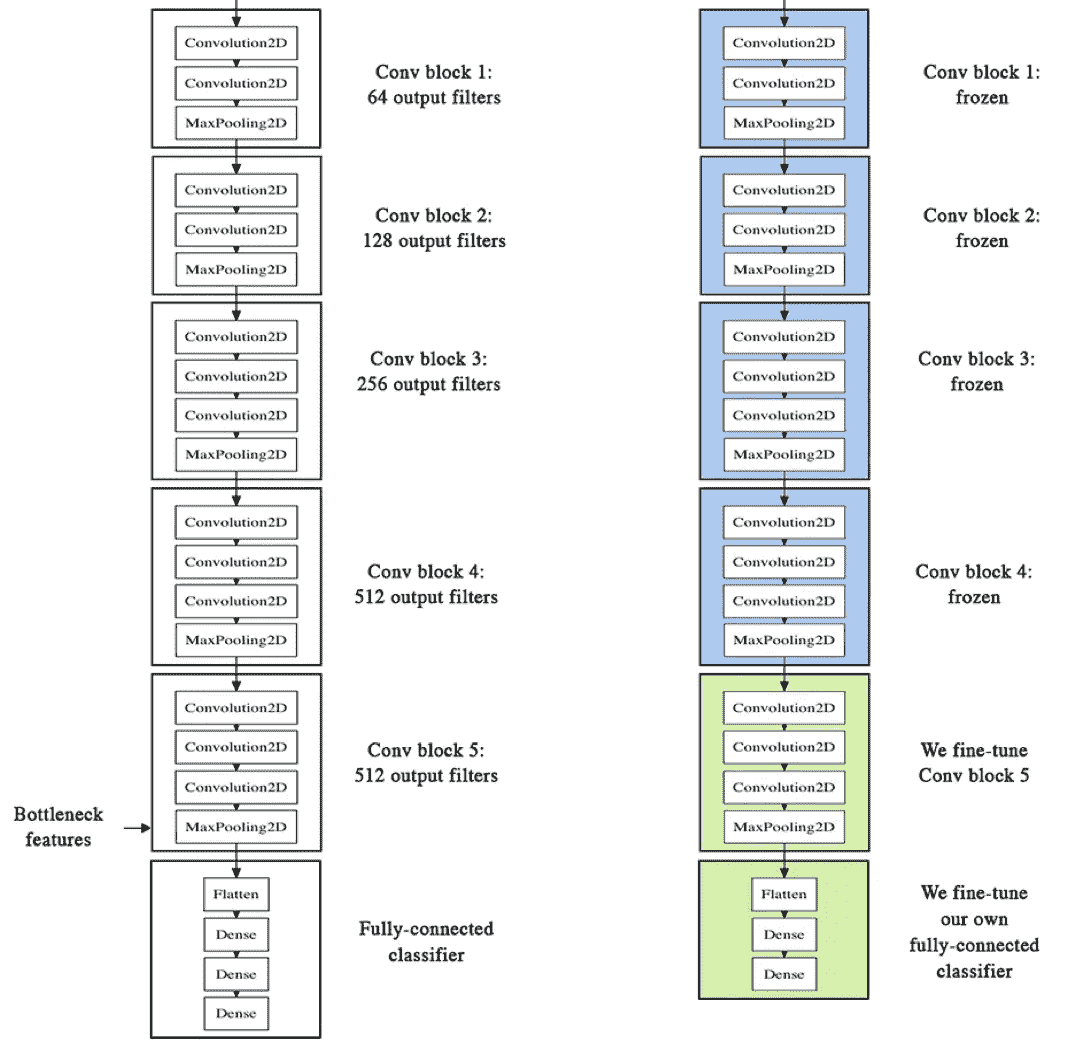 Convolution2D
Convolution2D
MaxPooling2D
Conv block 1:
64 output filters
Convolution2D
Convolution2D
MaxPooling2D
Conv block 2:
128 output filters
Convolution2D
Convolution2D
Convolution2D
MaxPooling2D
Conv block 3:
256 output filters
Convolution2D
Convolution2D
Convolution2D
MaxPooling2D
Conv block 4:
512 output filters
Convolution2D
Convolution2D
Convolution2D
MaxPooling2D
Conv block 5:
512 output filters
Bottleneck
features
Flatten
Dense
Dense
Dense
Fully-connected
classifier
Convolution2D
Convolution2D
MaxPooling2D
Conv block 1:
frozen
Convolution2D
Convolution2D
MaxPooling2D
Conv block 2:
frozen
Convolution2D
Convolution2D
Convolution2D
MaxPooling2D
Conv block 3:
frozen
Convolution2D
Convolution2D
Convolution2D
MaxPooling2D
Conv block 4:
frozen
Convolution2D
Convolution2D
Convolution2D
MaxPooling2D
We fine-tune
Conv block 5
Flatten
Dense
Dense
We fine-tune
our own
fully-connected
classifier